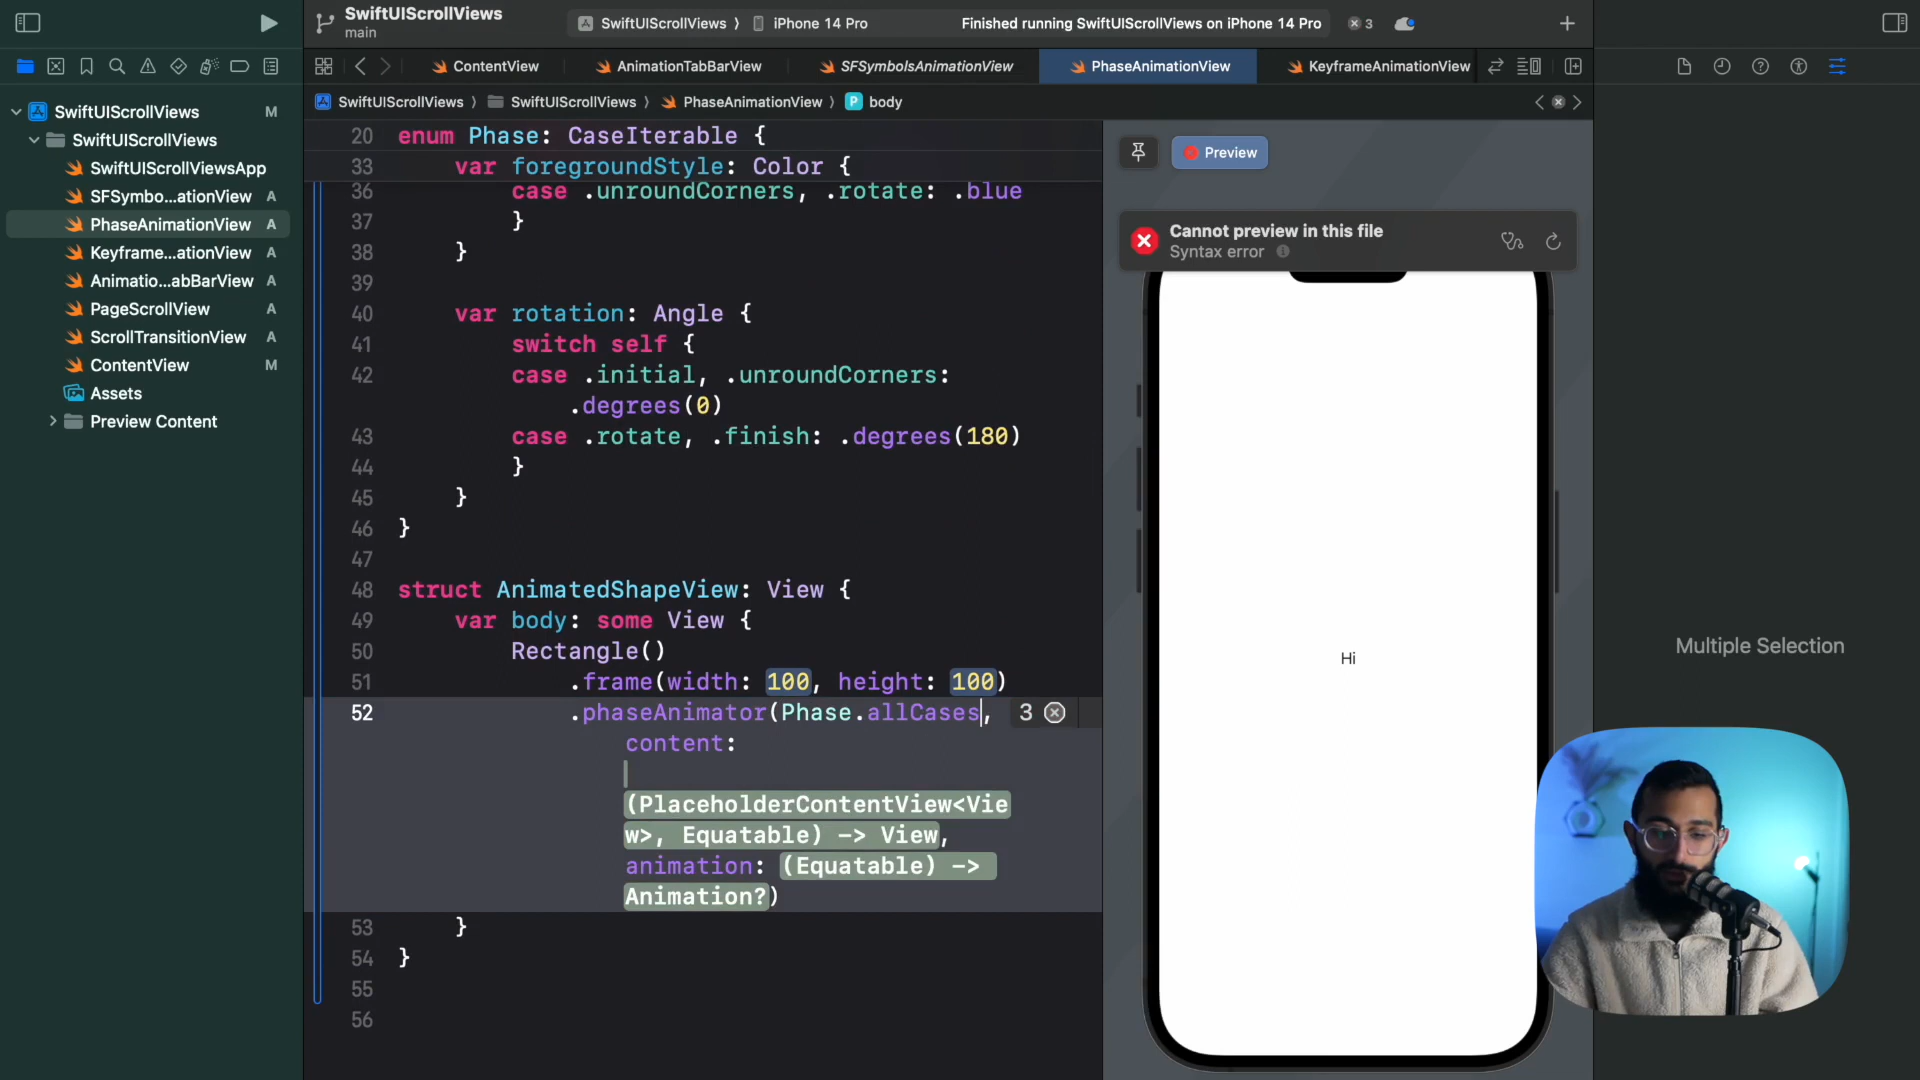 SwiftUIScrollViews
main
SwiftUIScrollViews 〉 iPhone 14 Pro
Finished running SwiftUIScrollViews on iPhone 14 Pro
3
ContentView
AnimationTabBarView
SFSymbolsAnimationView
PhaseAnimationView
KeyframeAnimationView
SwiftUIScrollViews 〉 SwiftUIScrollViews 〉 PhaseAnimationView 〉 P body
SwiftUIScrollViews M
SwiftUIScrollViews
SwiftUIScrollViewsApp
SFSymbo...ationView A
PhaseAnimationView A
Keyframe...ationView A
Animatio...abBarView A
PageScrollView A
ScrollTransitionView A
ContentView M
Assets
Preview Content
20 enum Phase: CaseIterable {
33 var foregroundStyle: Color {
36 case .unroundCorners, .rotate: .blue
37 }
38 }
39
40 var rotation: Angle {
41 switch self {
42 case .initial, .unroundCorners:
.degrees(0)
43 case .rotate, .finish: .degrees(180)
44 }
45 }
46 }
47
48 struct AnimatedShapeView: View {
49 var body: some View {
50 Rectangle()
51 .frame(width: 100, height: 100)
52 .phaseAnimator(Phase.allCases, 3
content:
(PlaceholderContentView<Vie
w>, Equatable) -> View,
animation: (Equatable) ->
Animation?)
53 }
54 }
55
56
Preview
Cannot preview in this file
Syntax error
Hi
Multiple Selection